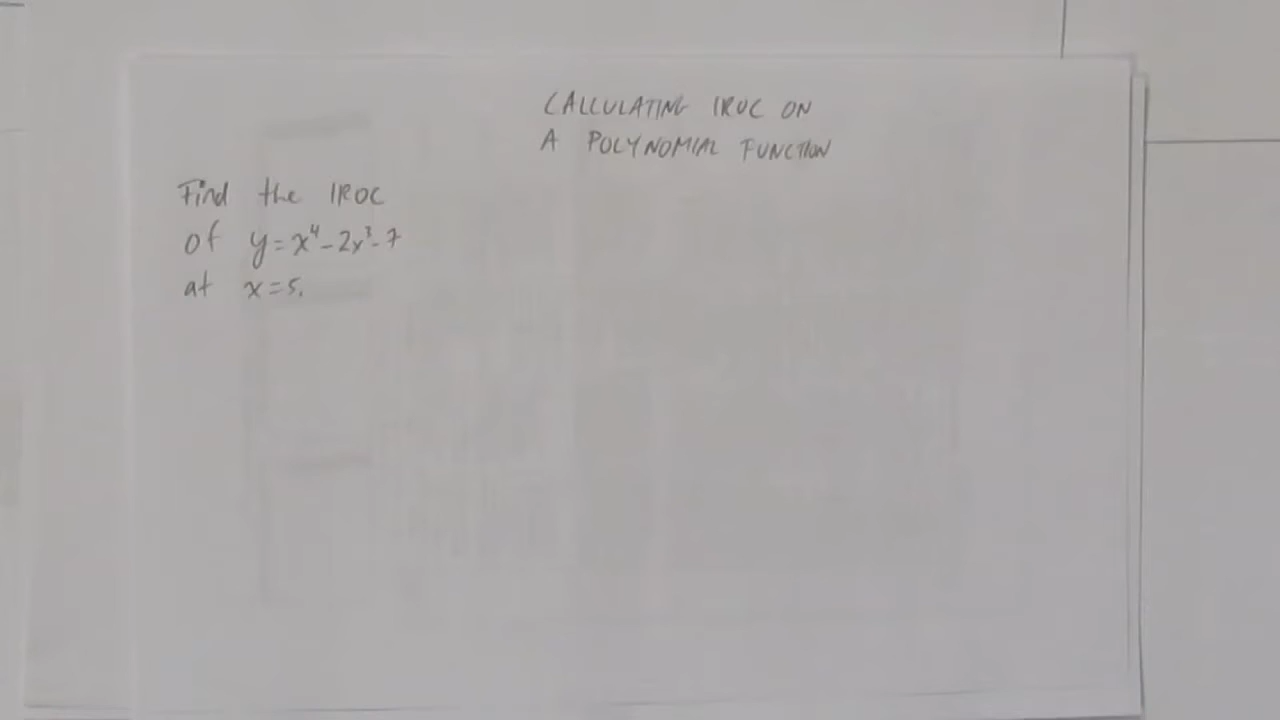 CALCULATING IROC ON
A POLYNOMIAL FUNCTION
Find the IROC
of y=x⁴-2x³-7
at x=5.